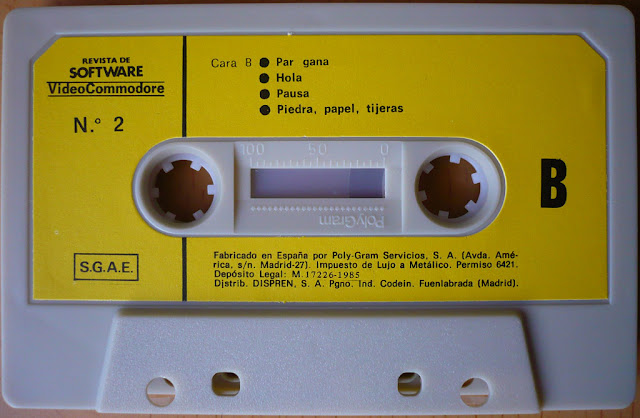 REVISTA DE
SOFTWARE
VideoCommodore
N.º 2
Cara B ● Par gana
● Hola
● Pausa
● Piedra, papel, tijeras
100 50 0
PolyGram
B
S.G.A.E.
Fabricado en España por Poly-Gram Servicios, S. A. (Avda. Amé-
rica, s/n. Madrid-27). Impuesto de Lujo a Metálico. Permiso 6421.
Depósito Legal: M. 17226-1985
Distrib. DISPREN, S. A. Pgno. Ind. Codein. Fuenlabrada (Madrid).